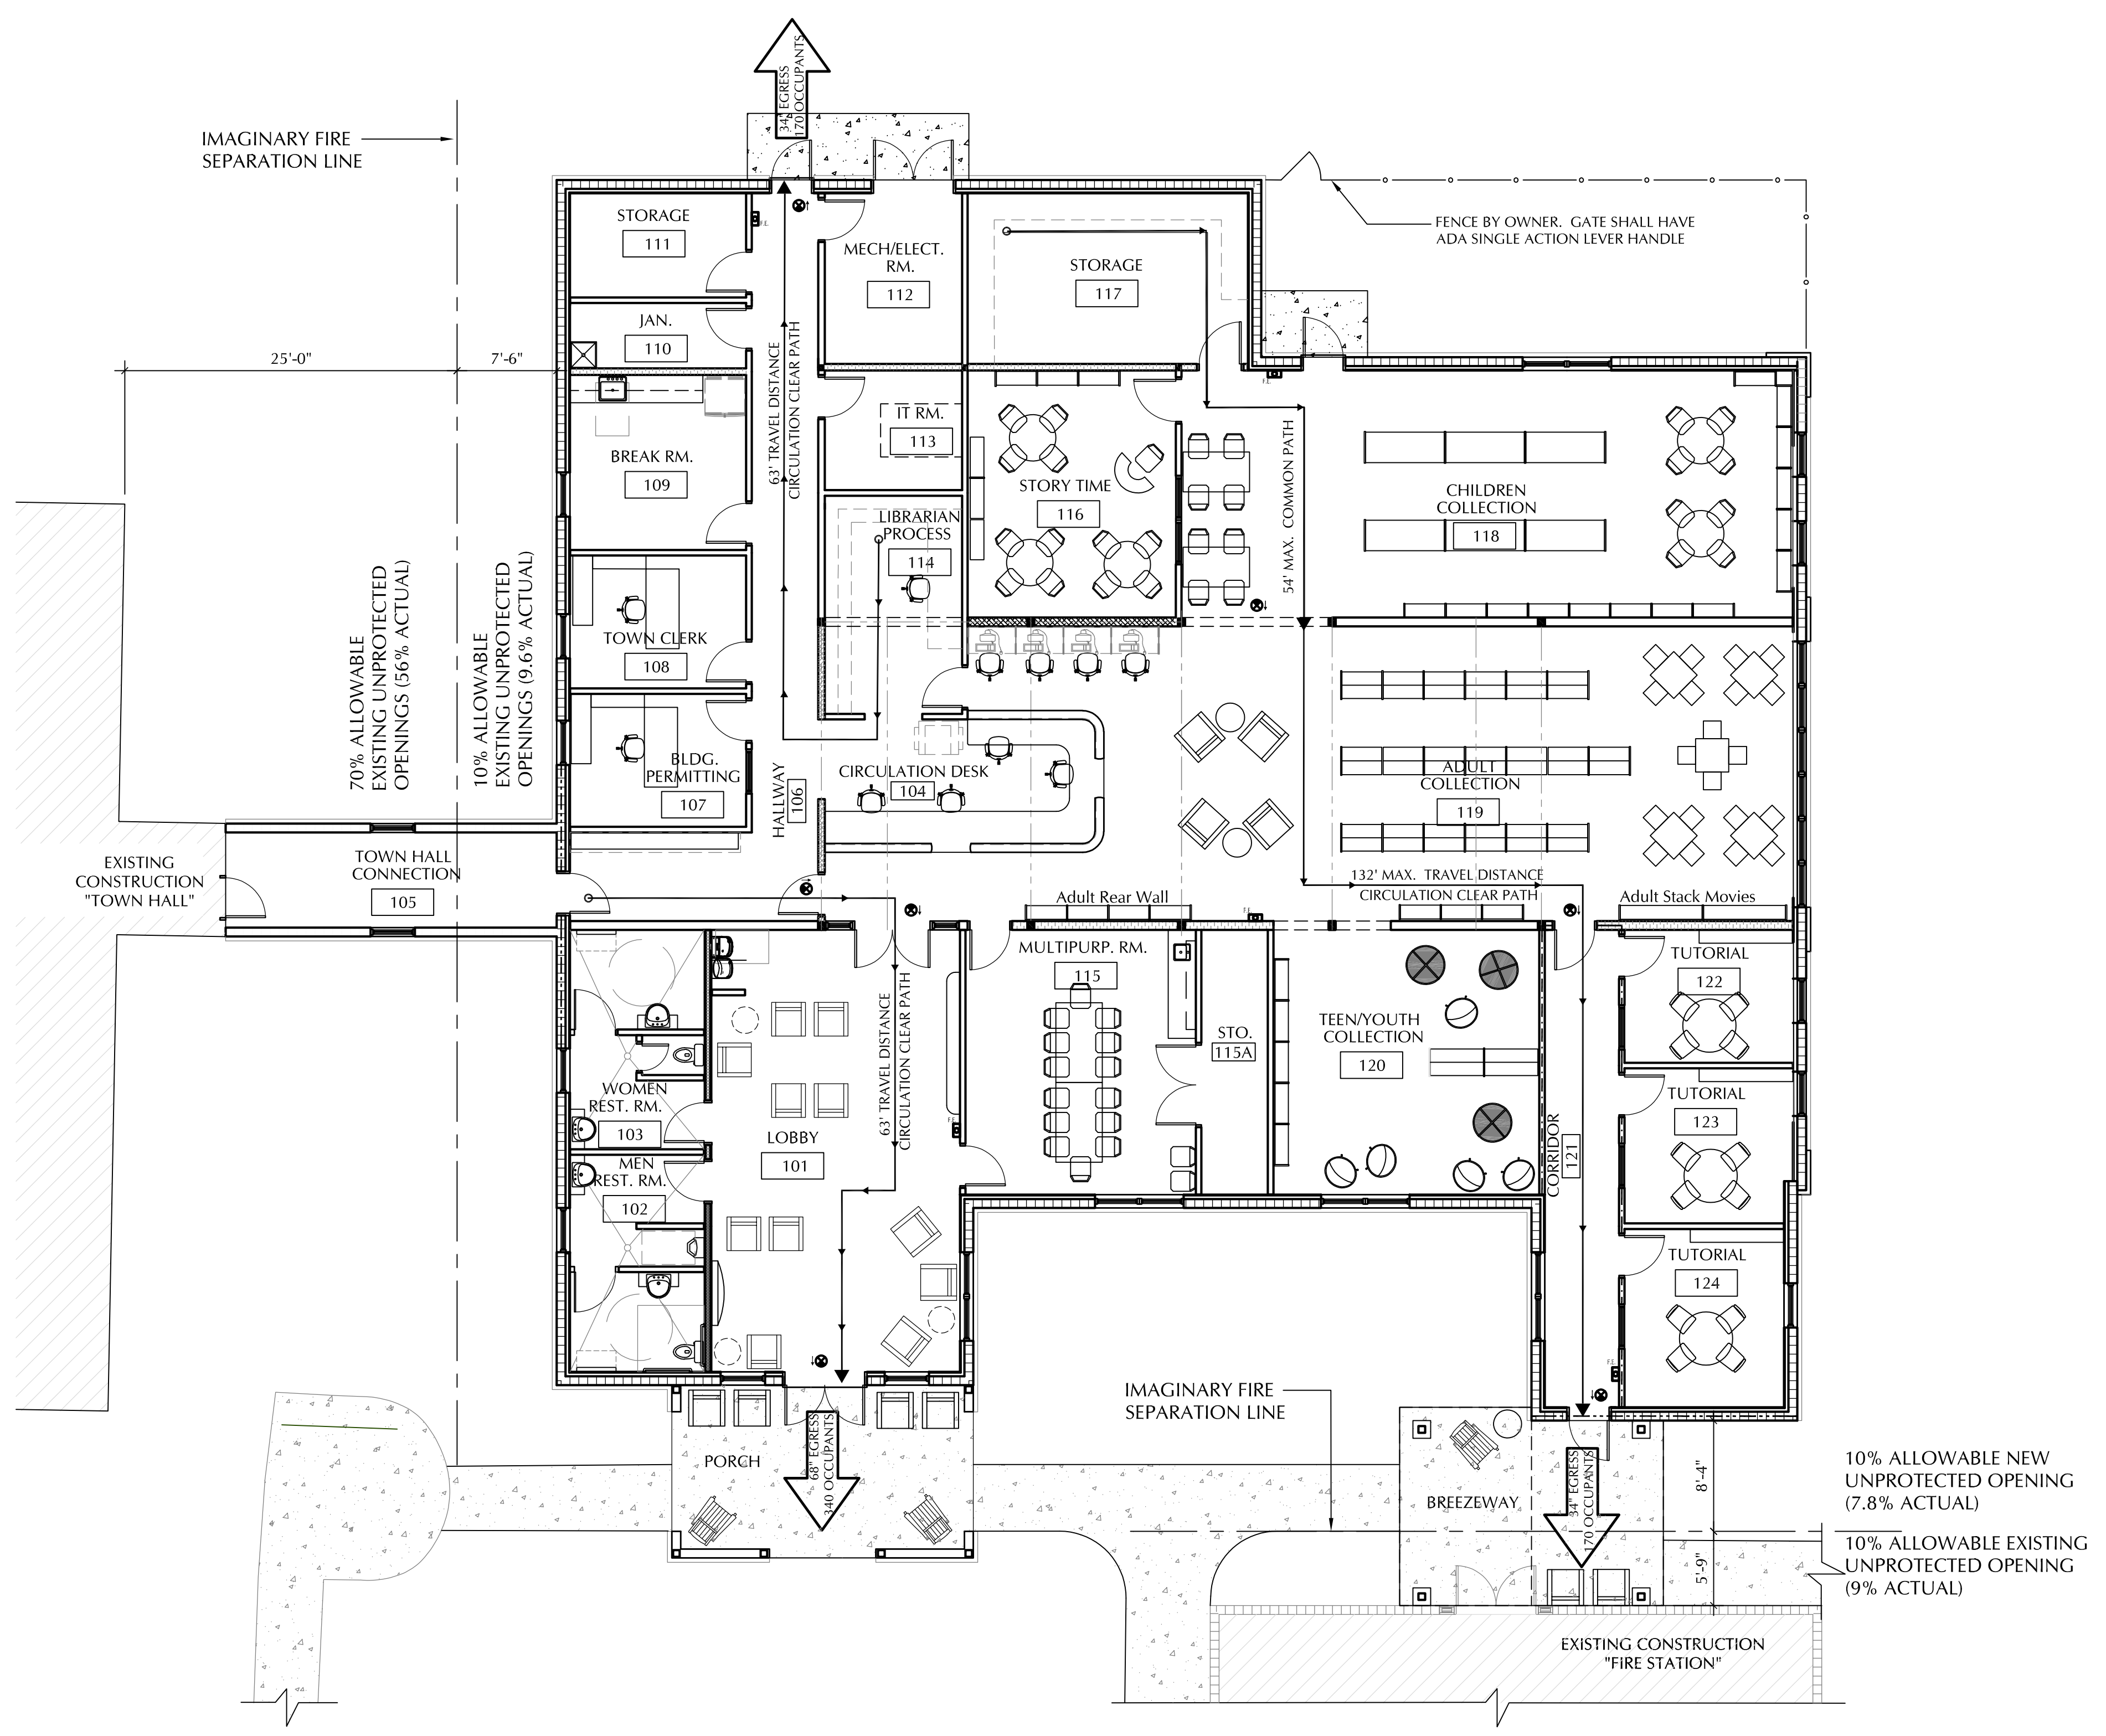 34" EGRESS
170 OCCUPANTS
IMAGINARY FIRE
SEPARATION LINE
FENCE BY OWNER.  GATE SHALL HAVE
ADA SINGLE ACTION LEVER HANDLE
STORAGE
111
F.E.
MECH/ELECT.
RM.
112
STORAGE
117
JAN.
110
25'-0"
7'-6"
63' TRAVEL DISTANCE
CIRCULATION CLEAR PATH
F.E.
IT RM.
113
BREAK RM.
109
STORY TIME
116
54' MAX.  COMMON PATH
CHILDREN
COLLECTION
118
LIBRARIAN
PROCESS
114
70% ALLOWABLE
EXISTING UNPROTECTED
OPENINGS (56% ACTUAL)
10% ALLOWABLE
EXISTING UNPROTECTED
OPENINGS (9.6% ACTUAL)
TOWN CLERK
108
BLDG.
PERMITTING
107
HALLWAY
106
CIRCULATION DESK
104
ADULT
COLLECTION
119
EXISTING
CONSTRUCTION
"TOWN HALL"
TOWN HALL
CONNECTION
105
132' MAX.  TRAVEL DISTANCE
CIRCULATION CLEAR PATH
Adult Rear Wall
Adult Stack Movies
F.E.
MULTIPURP. RM.
115
TUTORIAL
122
63' TRAVEL DISTANCE
CIRCULATION CLEAR PATH
STO.
115A
TEEN/YOUTH
COLLECTION
120
WOMEN
REST. RM.
103
TUTORIAL
123
F.E.
LOBBY
101
CORRIDOR
121
MEN
REST. RM.
102
TUTORIAL
124
F.E.
IMAGINARY FIRE
SEPARATION LINE
68" EGRESS
340 OCCUPANTS
PORCH
BREEZEWAY
34" EGRESS
170 OCCUPANTS
8'-4"
5'-9"
10% ALLOWABLE NEW
UNPROTECTED OPENING
(7.8% ACTUAL)
10% ALLOWABLE EXISTING
UNPROTECTED OPENING
(9% ACTUAL)
EXISTING CONSTRUCTION
"FIRE STATION"